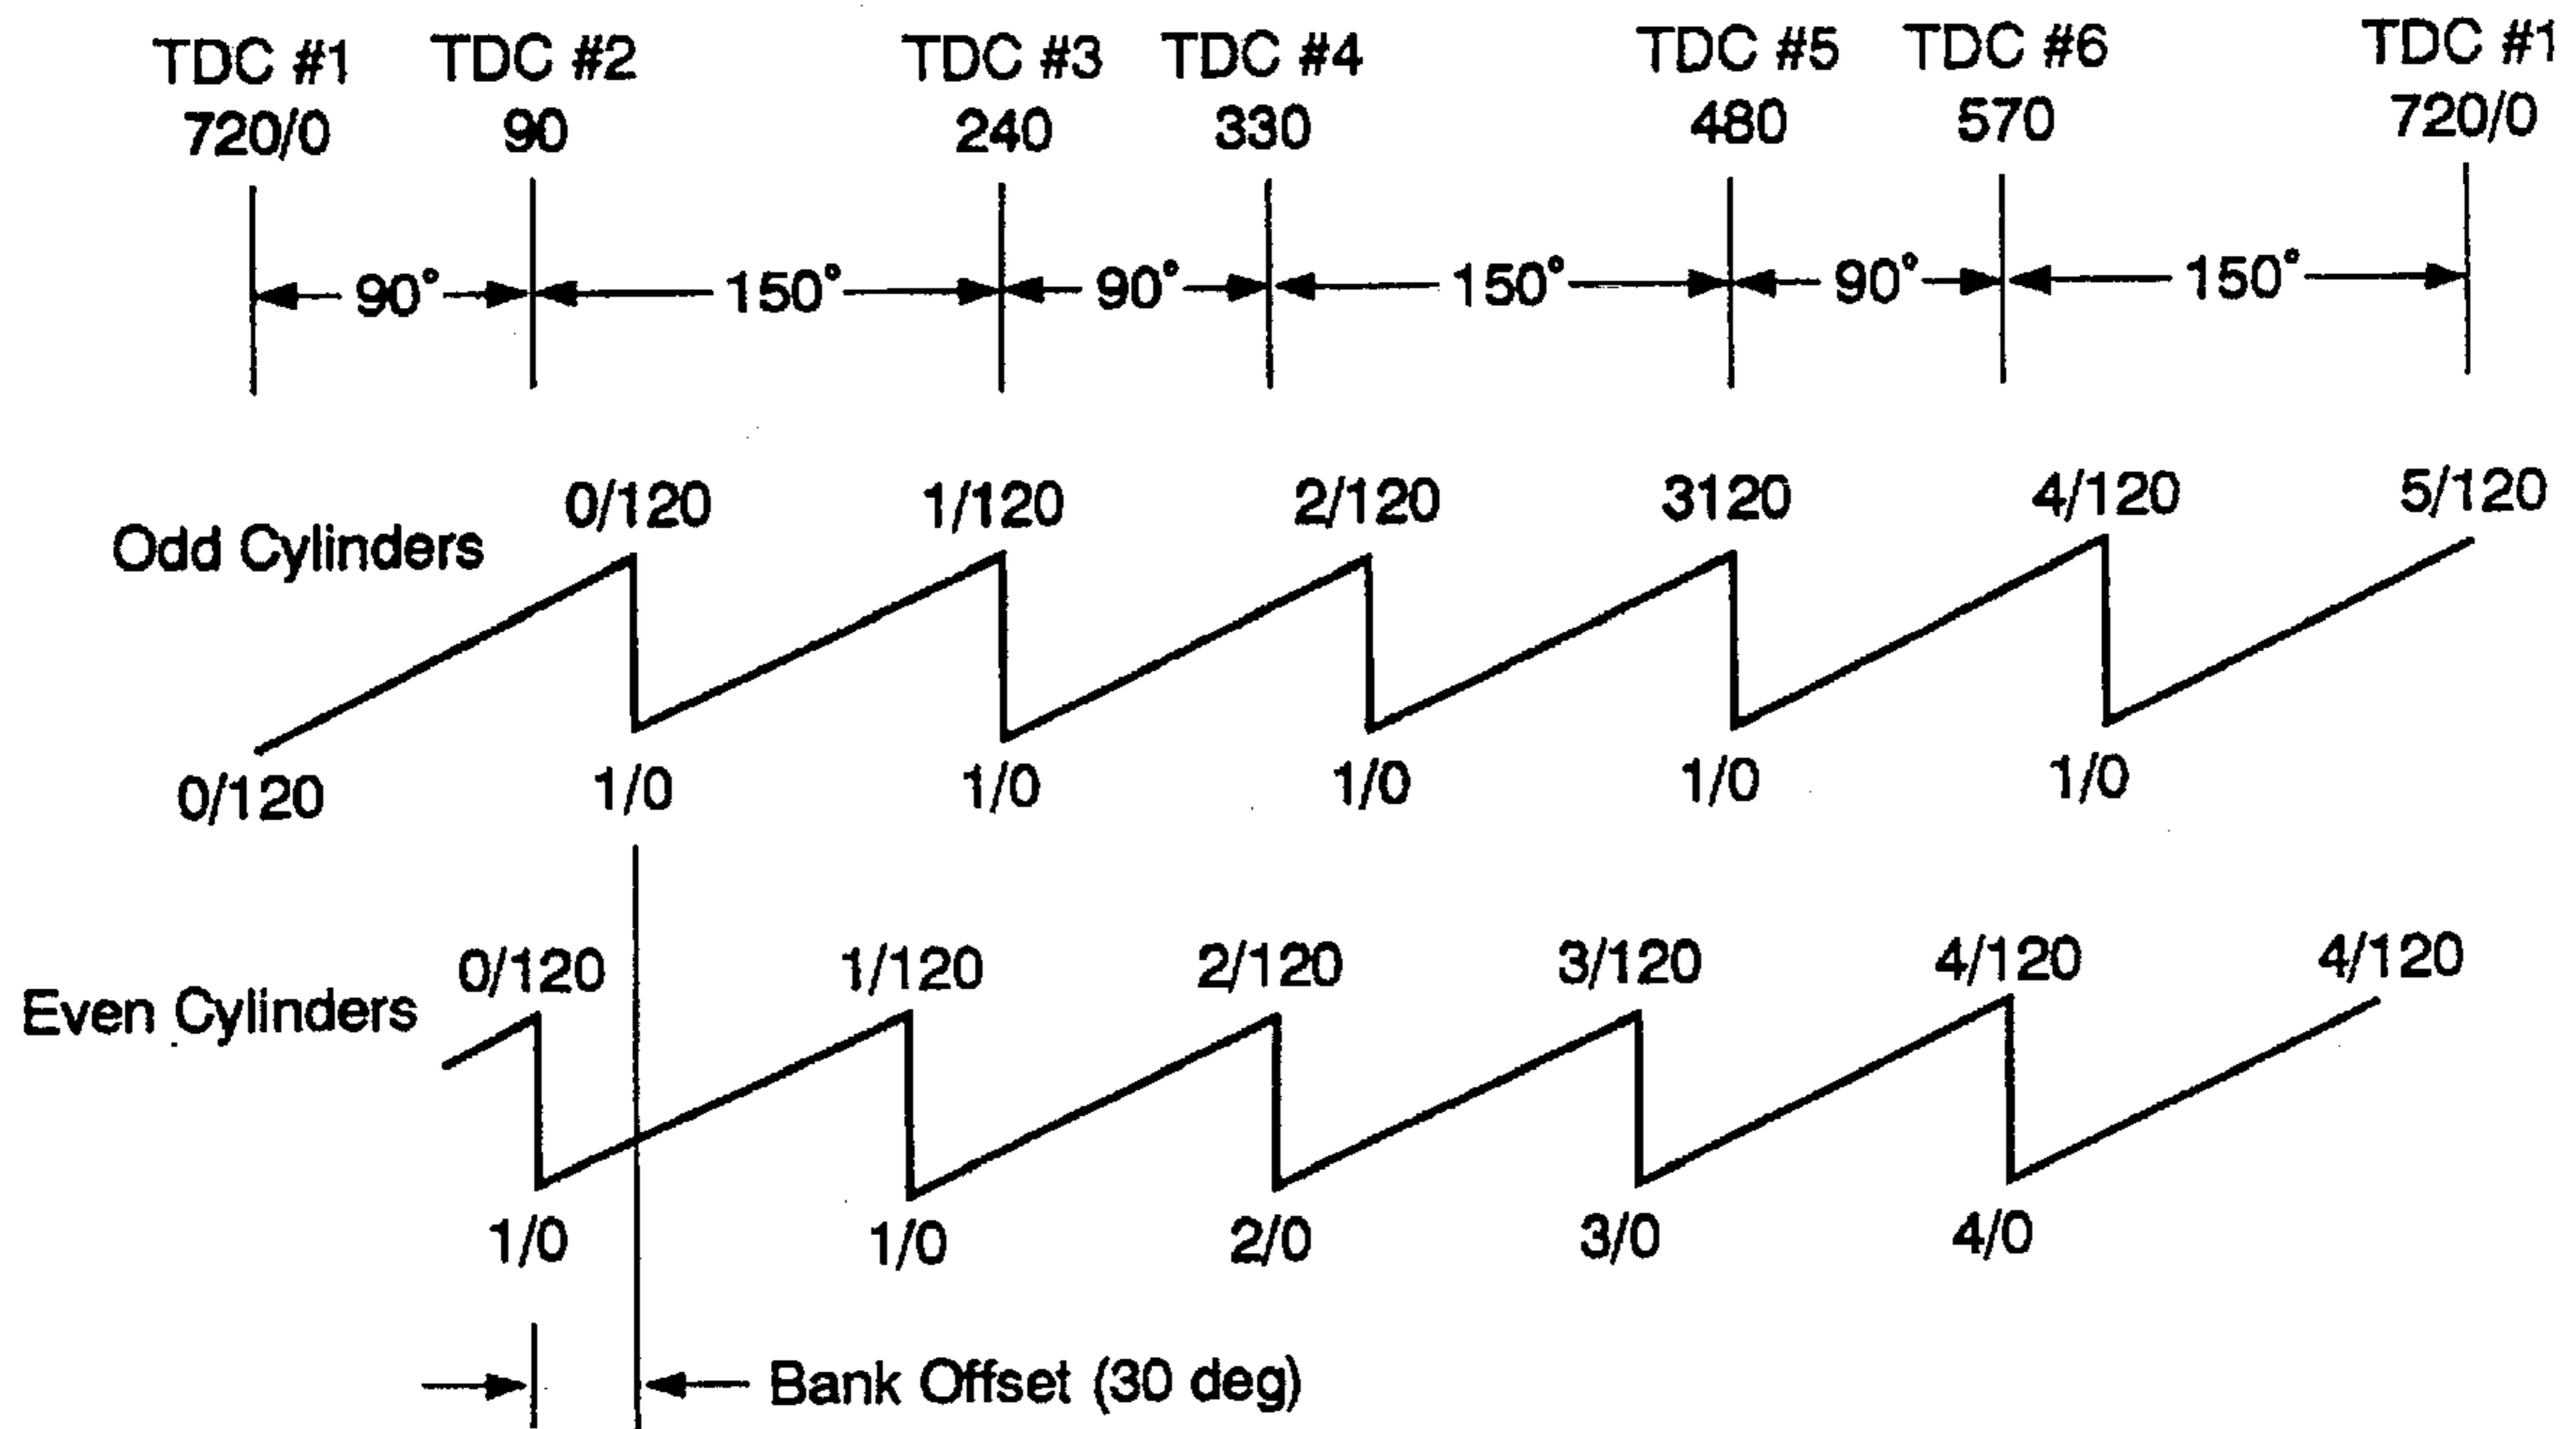 TDC #1 TDC #2 TDC #3 TDC #4 TDC #5 TDC #6 TDC #1
720/0 90 240 330 480 570 720/0
90° 150° 90° 150° 90° 150°
0/120 1/120 2/120 3120 4/120 5/120
Odd Cylinders
0/120 1/0 1/0 1/0 1/0 1/0
0/120 1/120 2/120 3/120 4/120 4/120
Even Cylinders
1/0 1/0 2/0 3/0 4/0
Bank Offset (30 deg)